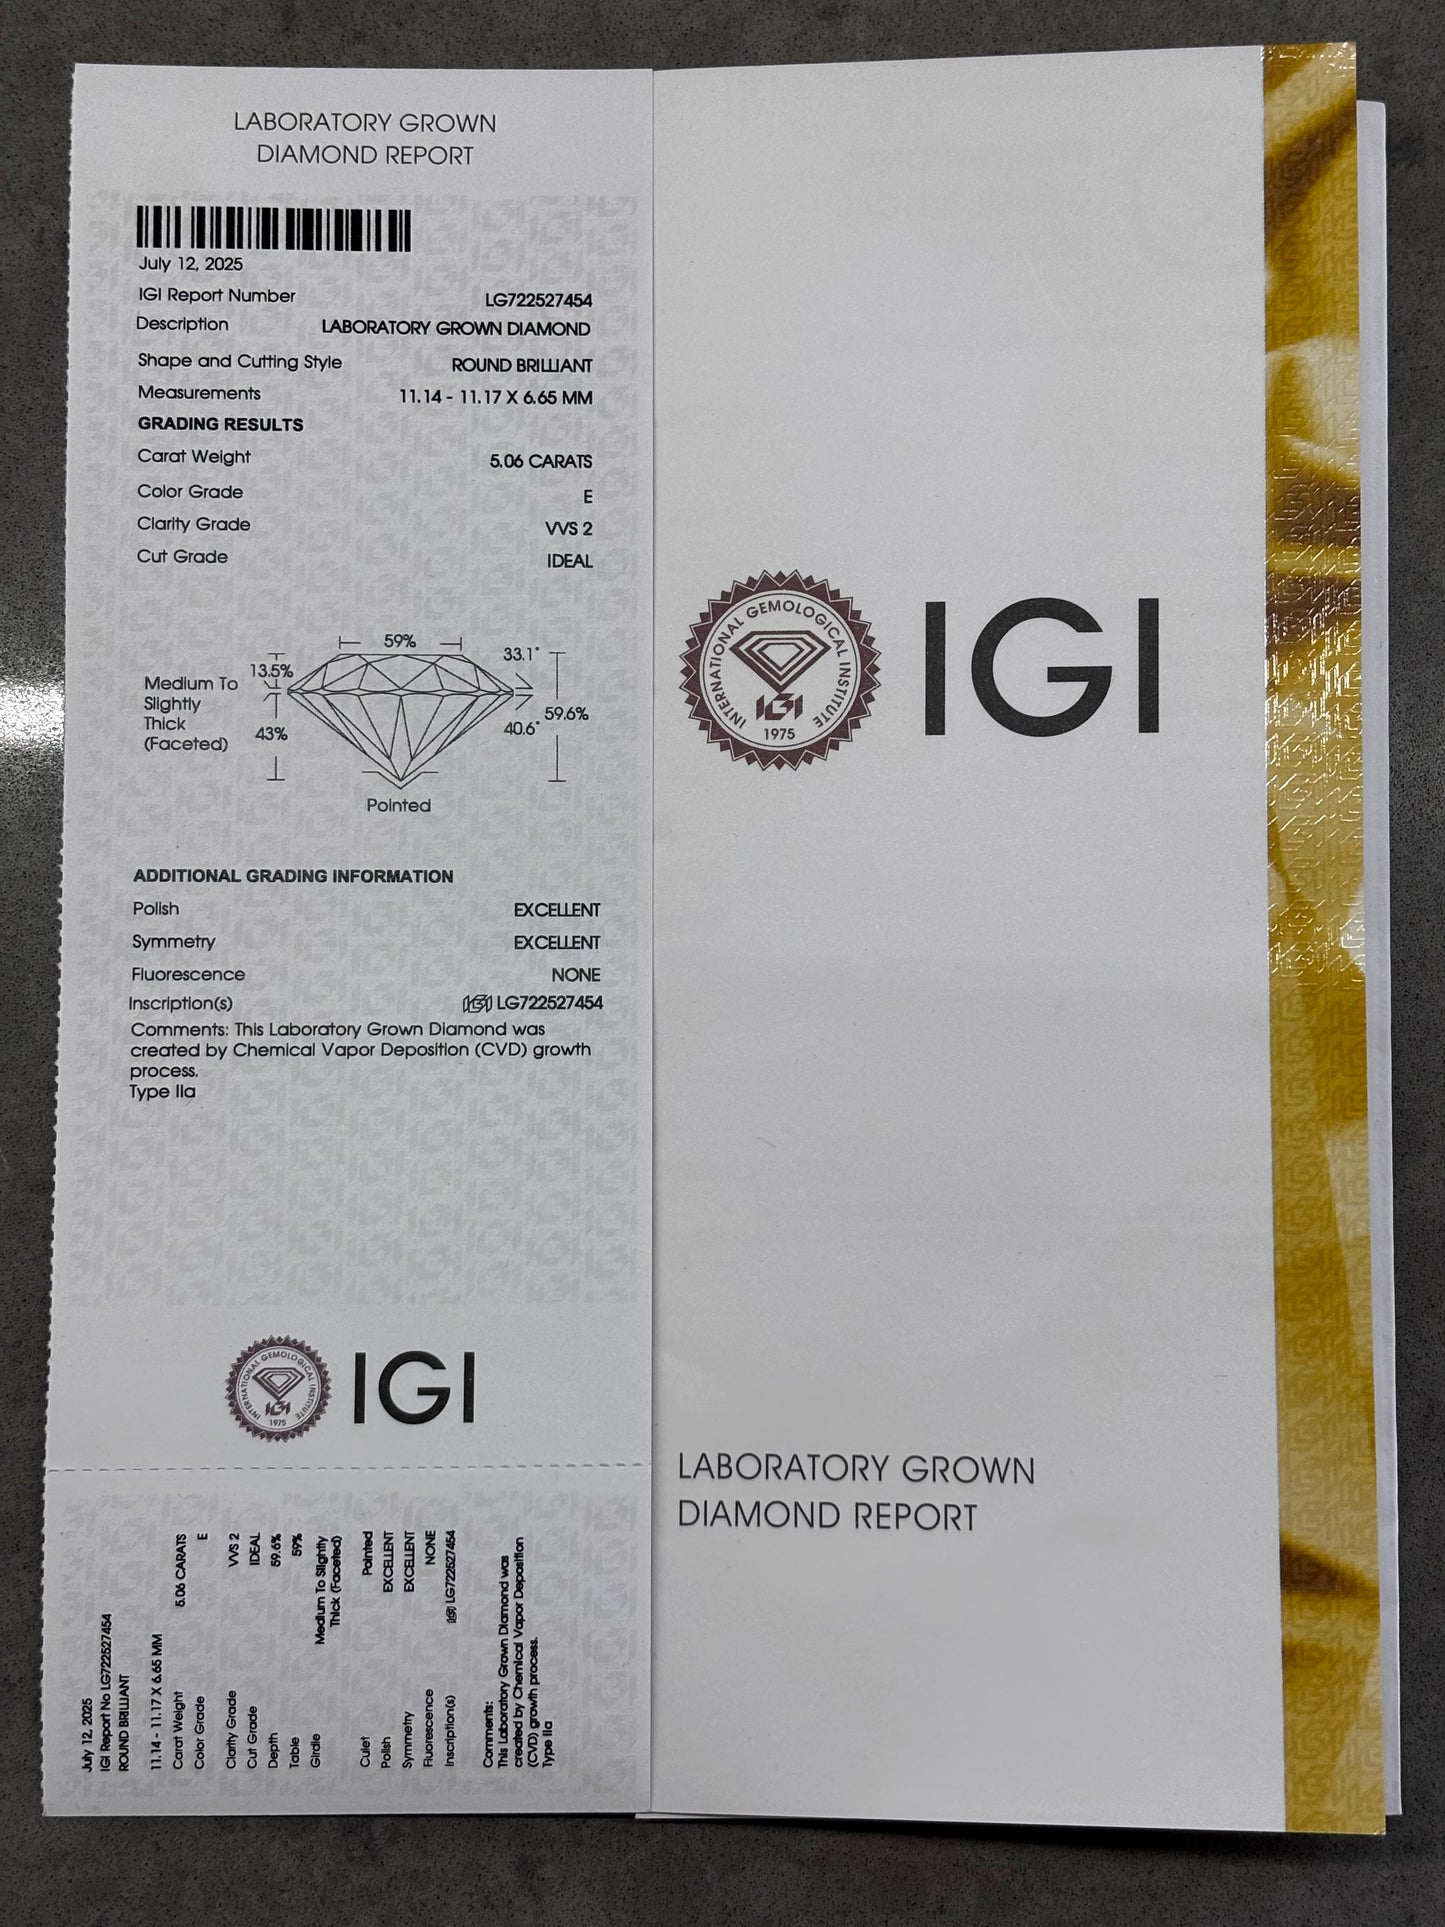 LABORATORY GROWN
DIAMOND REPORT
July 12, 2025
IGI Report Number LG722527454
Description LABORATORY GROWN DIAMOND
Shape and Cutting Style ROUND BRILLIANT
Measurements 11.14 - 11.17 X 6.65 MM
GRADING RESULTS
Carat Weight 5.06 CARATS
Color Grade E
Clarity Grade VVS 2
Cut Grade IDEAL
59%
33.1°
13.5%
Medium To
Slightly
Thick
(Faceted)
43%
40.6°
59.6%
Pointed
ADDITIONAL GRADING INFORMATION
Polish EXCELLENT
Symmetry EXCELLENT
Fluorescence NONE
Inscription(s) IGI LG722527454
Comments: This Laboratory Grown Diamond was
created by Chemical Vapor Deposition (CVD) growth
process.
Type IIa
INTERNATIONAL GEMOLOGICAL INSTITUTE
IGI
1975
IGI
July 12, 2025
IGI Report No LG722527454
ROUND BRILLIANT
11.14 - 11.17 X 6.65 MM
Carat Weight 5.06 CARATS
Color Grade E
Clarity Grade VVS 2
Cut Grade IDEAL
Depth 59.6%
Table 59%
Girdle Medium To Slightly
Thick (Faceted)
Culet Pointed
Polish EXCELLENT
Symmetry EXCELLENT
Fluorescence NONE
Inscription(s) IGI LG722527454
Comments:
This Laboratory Grown Diamond was
created by Chemical Vapor Deposition
(CVD) growth process.
Type IIa
INTERNATIONAL GEMOLOGICAL INSTITUTE
IGI
1975
IGI
LABORATORY GROWN
DIAMOND REPORT